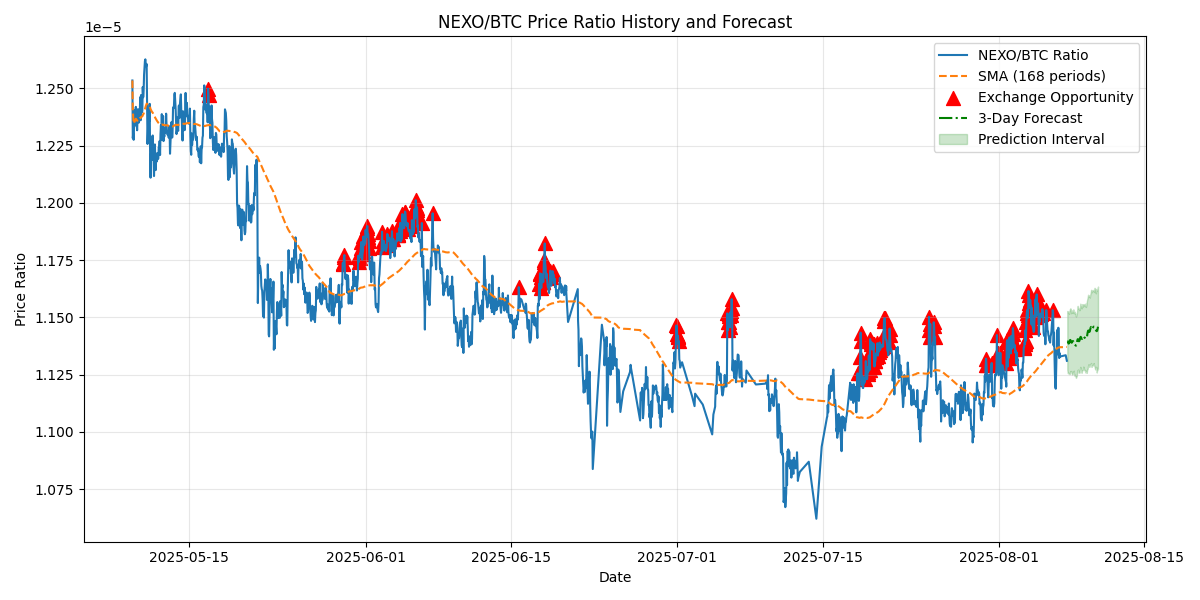 NEXO/BTC Price Ratio History and Forecast
1e−5
1.250
1.225
1.200
1.175
1.150
1.125
1.100
1.075
Price Ratio
NEXO/BTC Ratio
SMA (168 periods)
Exchange Opportunity
3-Day Forecast
Prediction Interval
2025-05-15
2025-06-01
2025-06-15
2025-07-01
2025-07-15
2025-08-01
2025-08-15
Date